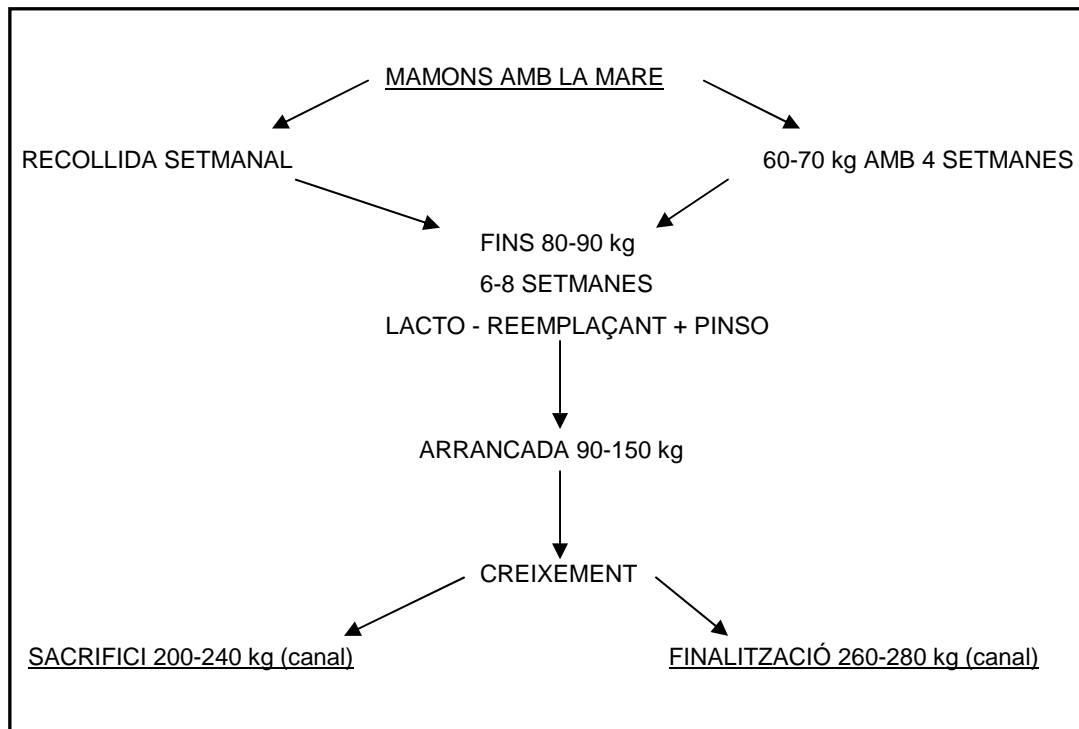 MAMONS AMB LA MARE
RECOLLIDA SETMANAL
60-70 kg AMB 4 SETMANES
FINS 80-90 kg
6-8 SETMANES
LACTO - REEMPLAÇANT + PINSO
ARRANCADA 90-150 kg
CREIXEMENT
SACRIFICI 200-240 kg (canal)
FINALITZACIÓ 260-280 kg (canal)